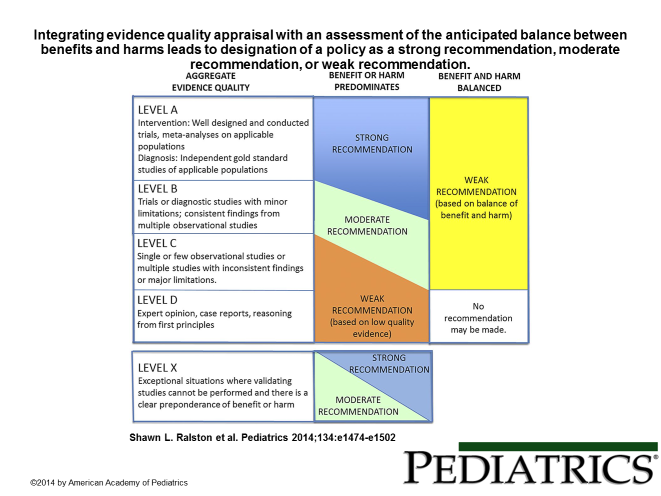 Integrating evidence quality appraisal with an assessment of the anticipated balance between
benefits and harms leads to designation of a policy as a strong recommendation, moderate
recommendation, or weak recommendation.
AGGREGATE
EVIDENCE QUALITY
BENEFIT OR HARM
PREDOMINATES
BENEFIT AND HARM
BALANCED
LEVEL A
Intervention: Well designed and conducted
trials, meta-analyses on applicable
populations
Diagnosis: Independent gold standard
studies of applicable populations
STRONG
RECOMMENDATION
WEAK
RECOMMENDATION
(based on balance of
benefit and harm)
LEVEL B
Trials or diagnostic studies with minor
limitations; consistent findings from
multiple observational studies
MODERATE
RECOMMENDATION
LEVEL C
Single or few observational studies or
multiple studies with inconsistent findings
or major limitations.
LEVEL D
Expert opinion, case reports, reasoning
from first principles
WEAK
RECOMMENDATION
(based on low quality
evidence)
No
recommendation
may be made.
LEVEL X
Exceptional situations where validating
studies cannot be performed and there is a
clear preponderance of benefit or harm
STRONG
RECOMMENDATION
MODERATE
RECOMMENDATION
Shawn L. Ralston et al. Pediatrics 2014;134:e1474-e1502
©2014 by American Academy of Pediatrics
PEDIATRICS®